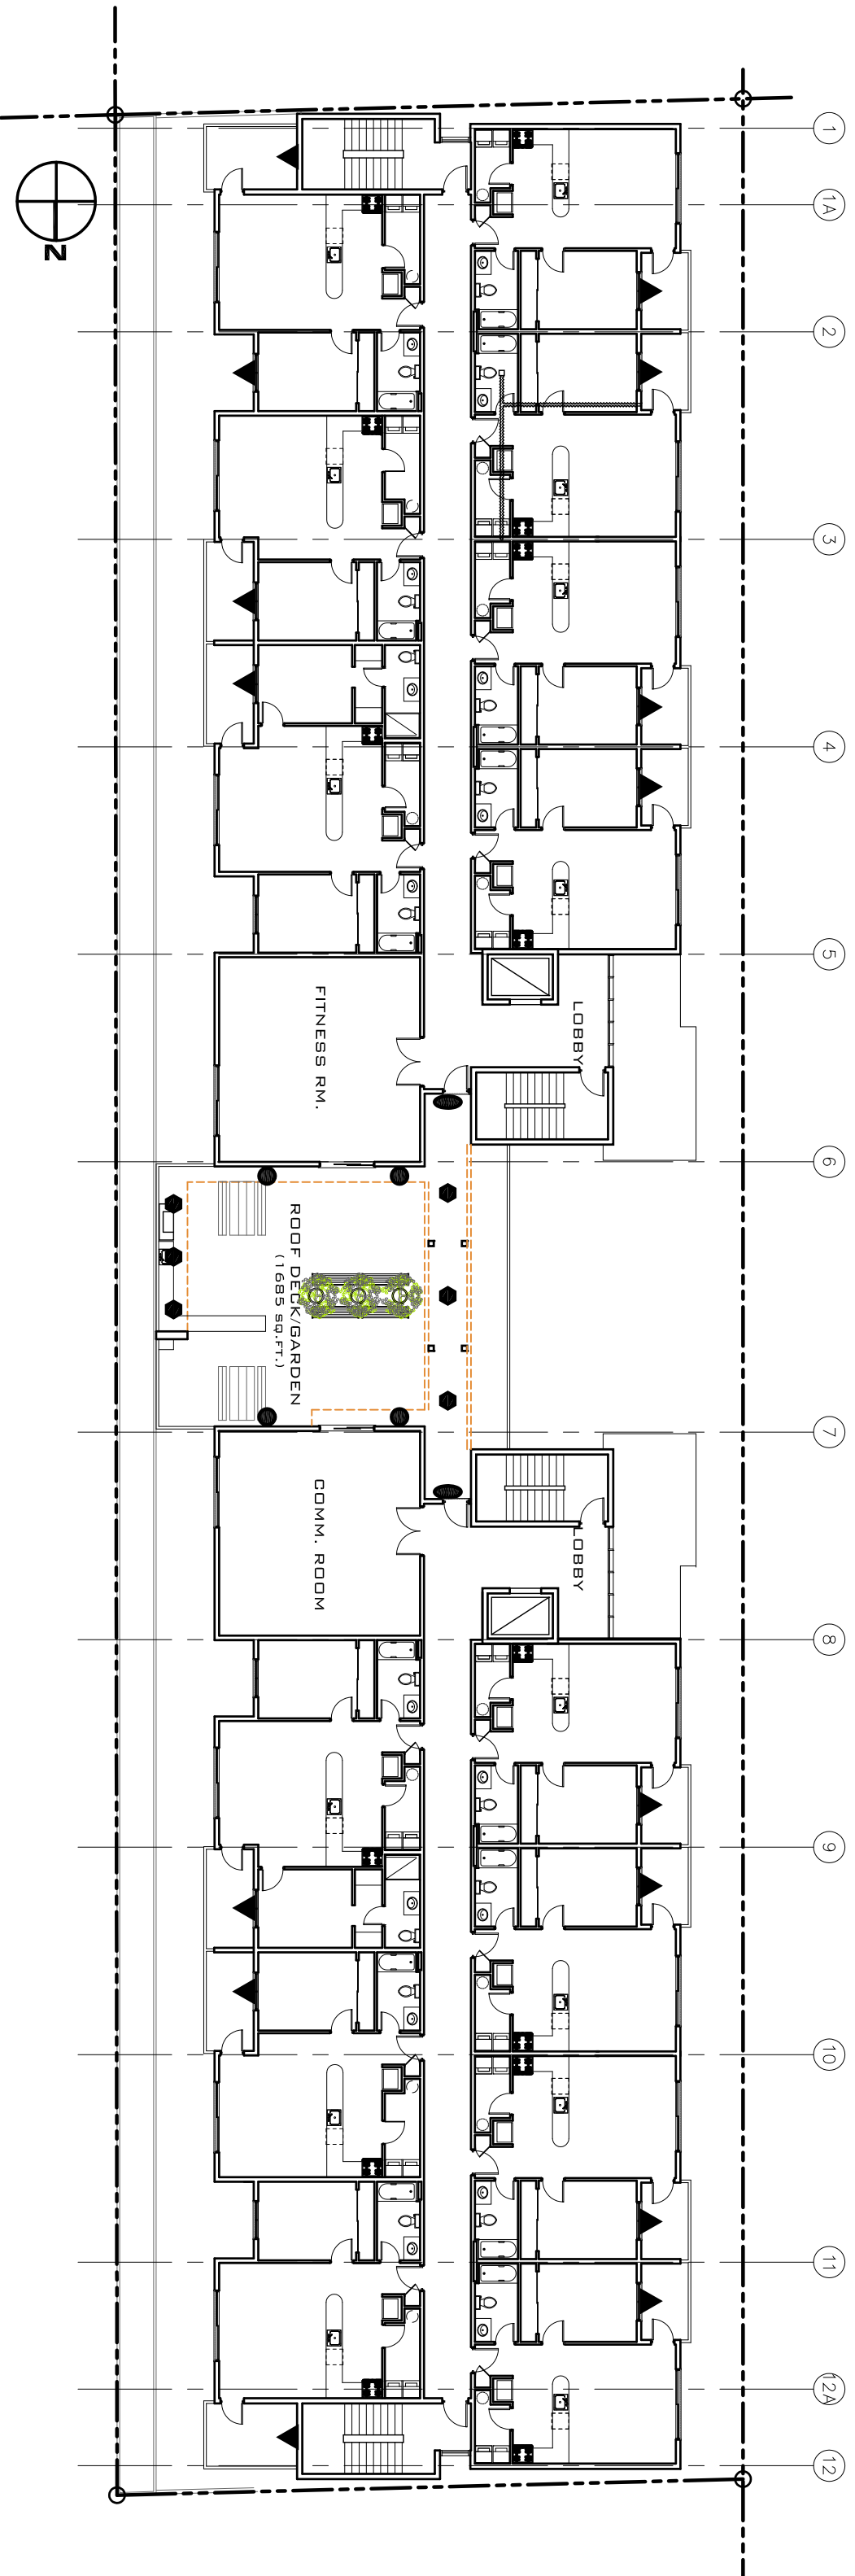 1
1A
N
2
3
4
5
FITNESS RM.
LOBBY
6
ROOF DECK/GARDEN
(1685 SQ.FT.)
7
COMM. ROOM
LOBBY
8
9
10
11
12A
12